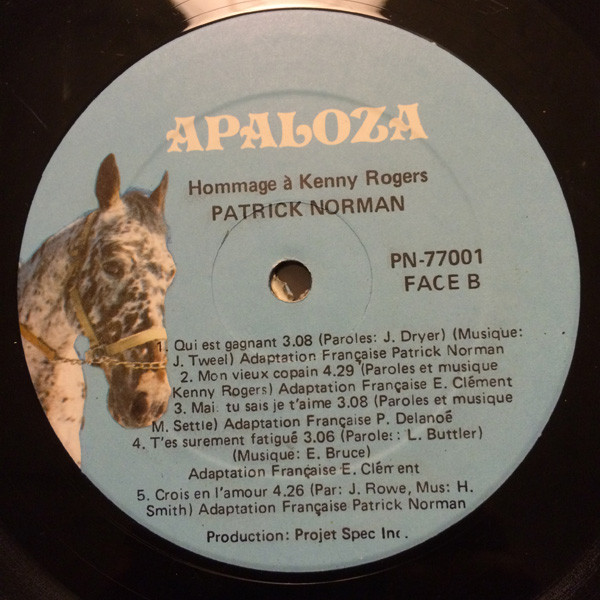 APALOZA
Hommage à Kenny Rogers
PATRICK NORMAN
PN-77001
FACE B
1. Qui est gagnant 3.08 (Paroles: J. Dryer) (Musique:
J. Tweel) Adaptation Française Patrick Norman
2. Mon vieux copain 4.29 (Paroles et musique
Kenny Rogers) Adaptation Française E. Clément
3. Mai: tu sais je t'aime 3.08 (Paroles et musique
M. Settle) Adaptation Française P. Delanoë
4. T'es surement fatigué 3.06 (Parole:: L. Buttler)
(Musique: E. Bruce)
Adaptation Française E. Clément
5. Crois en l'amour 4.26 (Par: J. Rowe, Mus: H.
Smith) Adaptation Française Patrick Norman
Production: Projet Spec Inc.